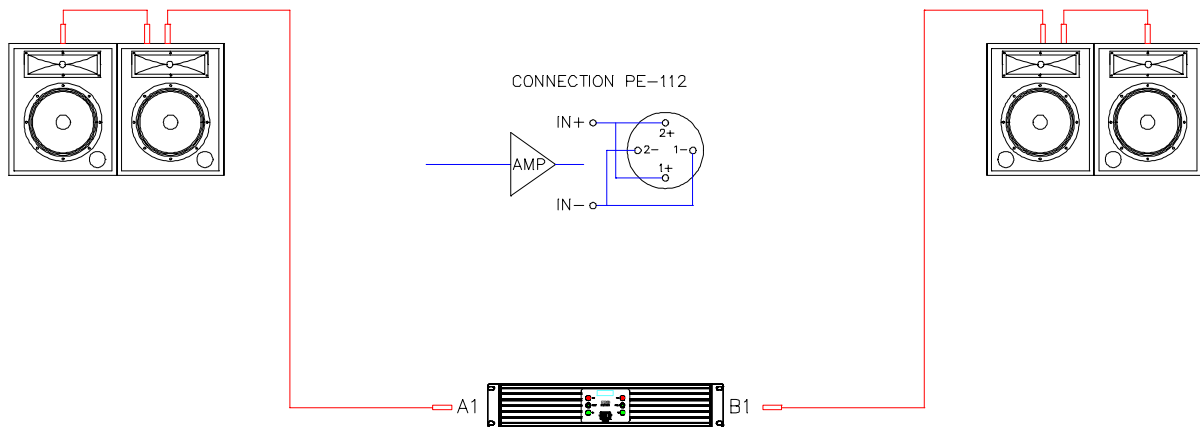 CONNECTION PE-112
IN+
2+
AMP
2-
1-
1+
IN-
A1
B1